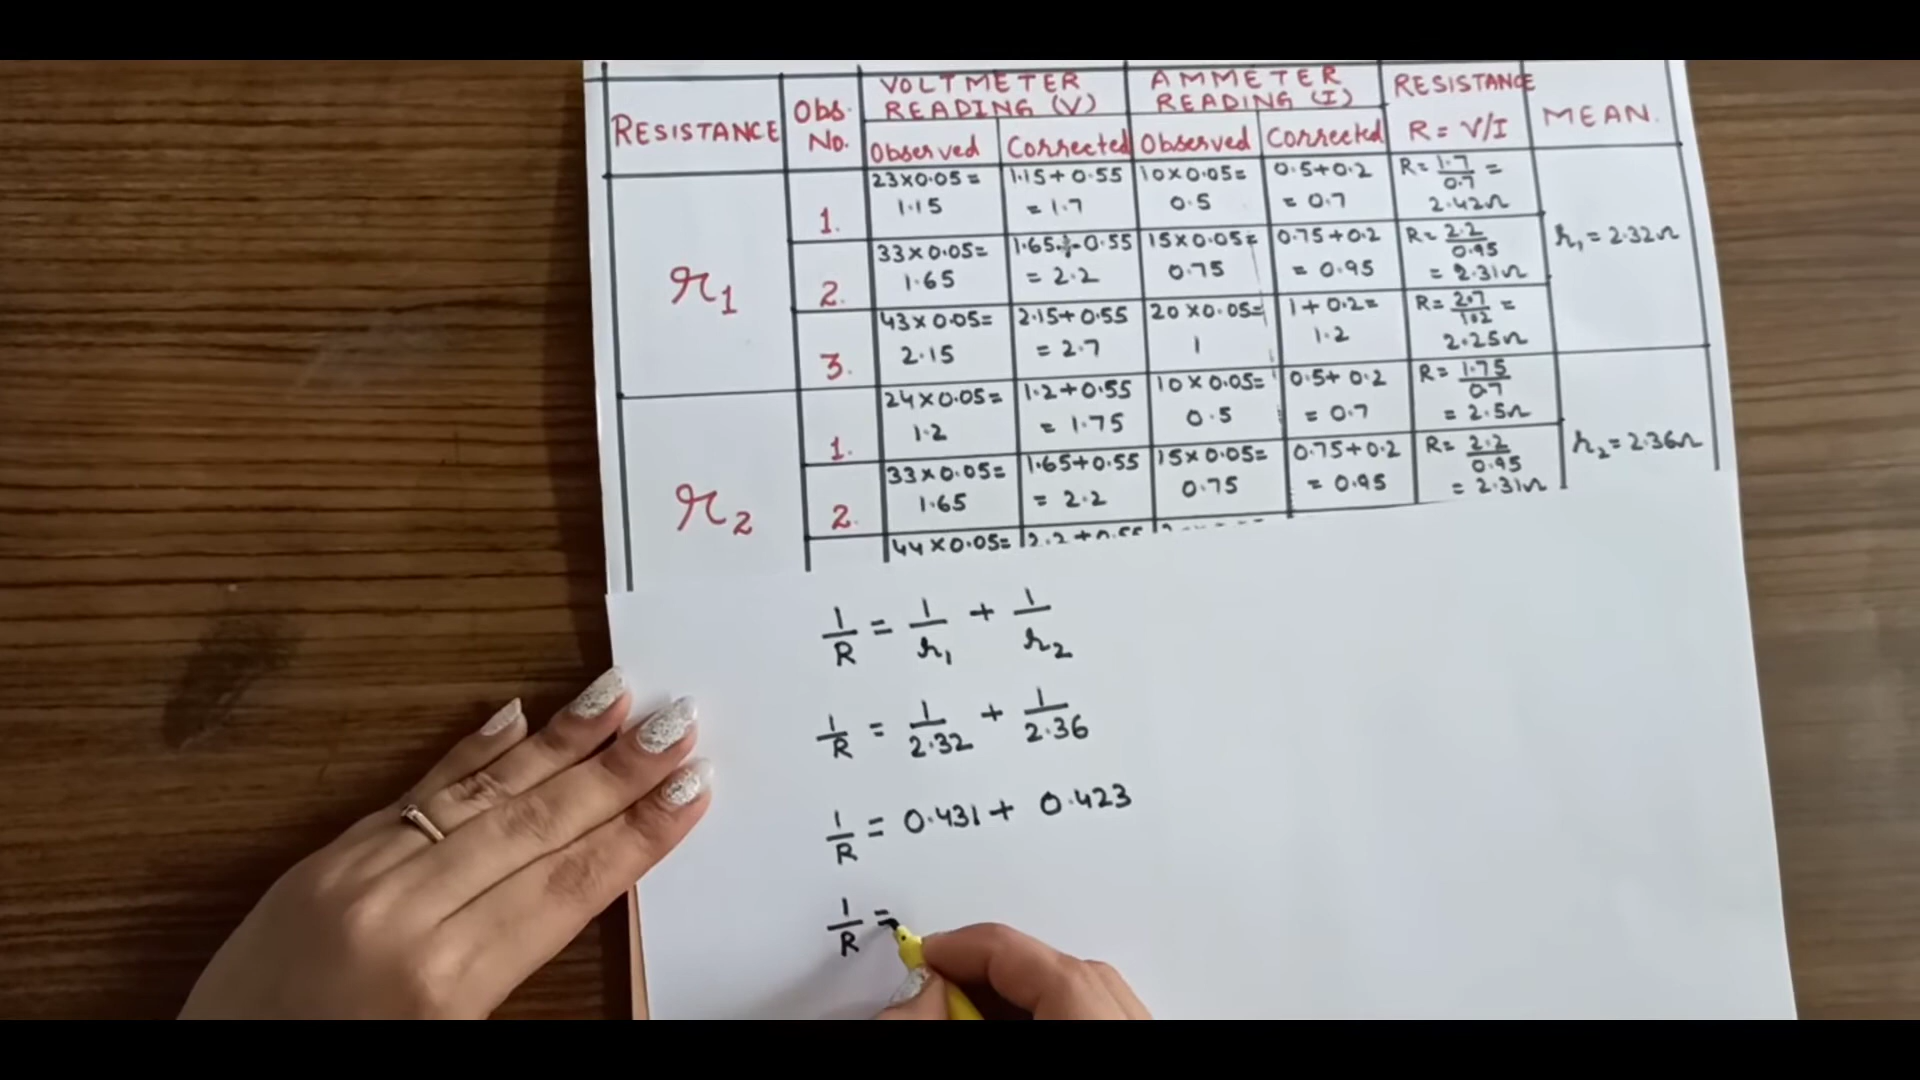 RESISTANCE
Obs. No.
VOLTMETER READING (V)
AMMETER READING (I)
RESISTANCE R = V/I
MEAN.
Observed
Corrected
Observed
Corrected
r1
1.
23×0.05= 1.15
1.15+0.55 = 1.7
10×0.05= 0.5
0.5+0.2 = 0.7
R= 1.7/0.7 = 2.42Ω
r1 = 2.32Ω
2.
33×0.05= 1.65
1.65+0.55 = 2.2
15×0.05= 0.75
0.75+0.2 = 0.95
R= 2.2/0.95 = 2.31Ω
3.
43×0.05= 2.15
2.15+0.55 = 2.7
20×0.05= 1
1+0.2= 1.2
R= 2.7/1.2 = 2.25Ω
r2
1.
24×0.05= 1.2
1.2+0.55 = 1.75
10×0.05= 0.5
0.5+0.2 = 0.7
R= 1.75/0.7 = 2.5Ω
r2 = 2.36Ω
2.
33×0.05= 1.65
1.65+0.55 = 2.2
15×0.05= 0.75
0.75+0.2 = 0.95
R= 2.2/0.95 = 2.31Ω
44×0.05=
2.2+0.55
1/R = 1/r1 + 1/r2
1/R = 1/2.32 + 1/2.36
1/R = 0.431 + 0.423
1/R =